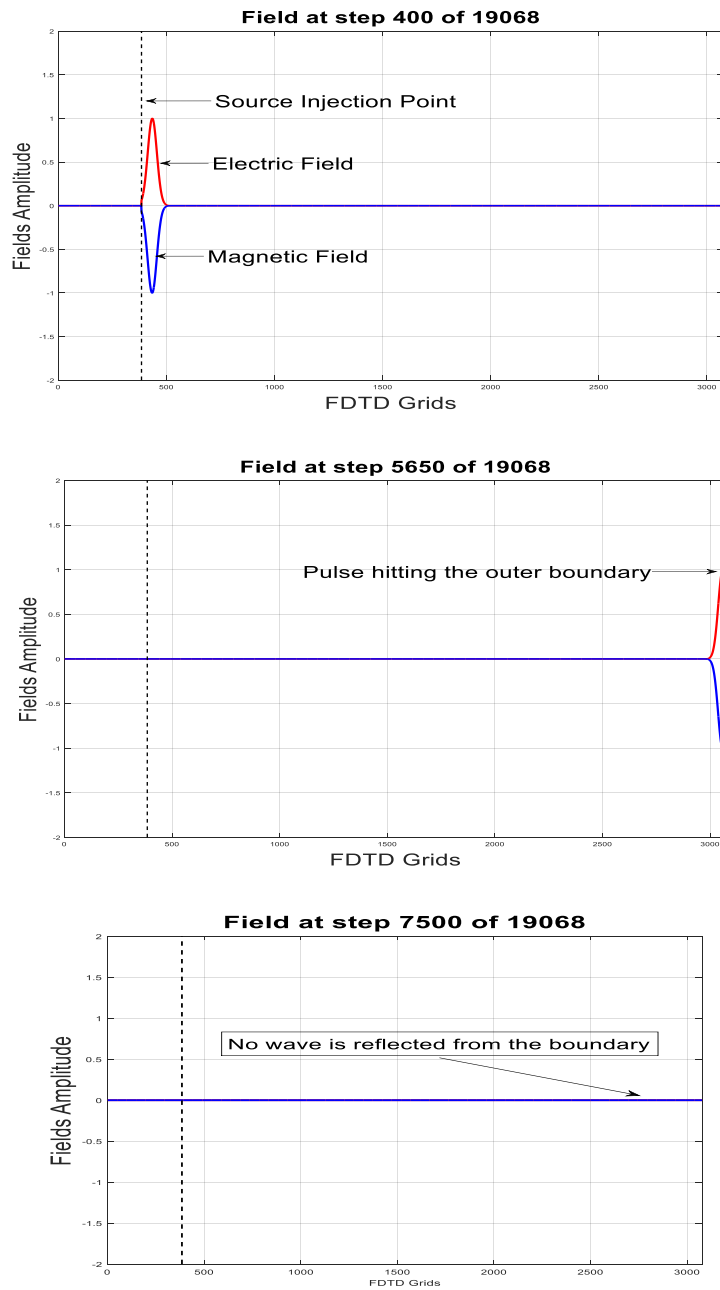 Field at step 400 of 19068
2
1.5
Source Injection Point
1
Electric Field
0.5
Fields Amplitude
0
Magnetic Field
-0.5
-1
-1.5
-2
0 500 1000 1500 2000 2500 3000
FDTD Grids
Field at step 5650 of 19068
2
1.5
Pulse hitting the outer boundary
1
0.5
Fields Amplitude
0
-0.5
-1
-1.5
-2
0 500 1000 1500 2000 2500 3000
FDTD Grids
Field at step 7500 of 19068
2
1.5
1
No wave is reflected from the boundary
0.5
Fields Amplitude
0
-0.5
-1
-1.5
-2
0 500 1000 1500 2000 2500 3000
FDTD Grids